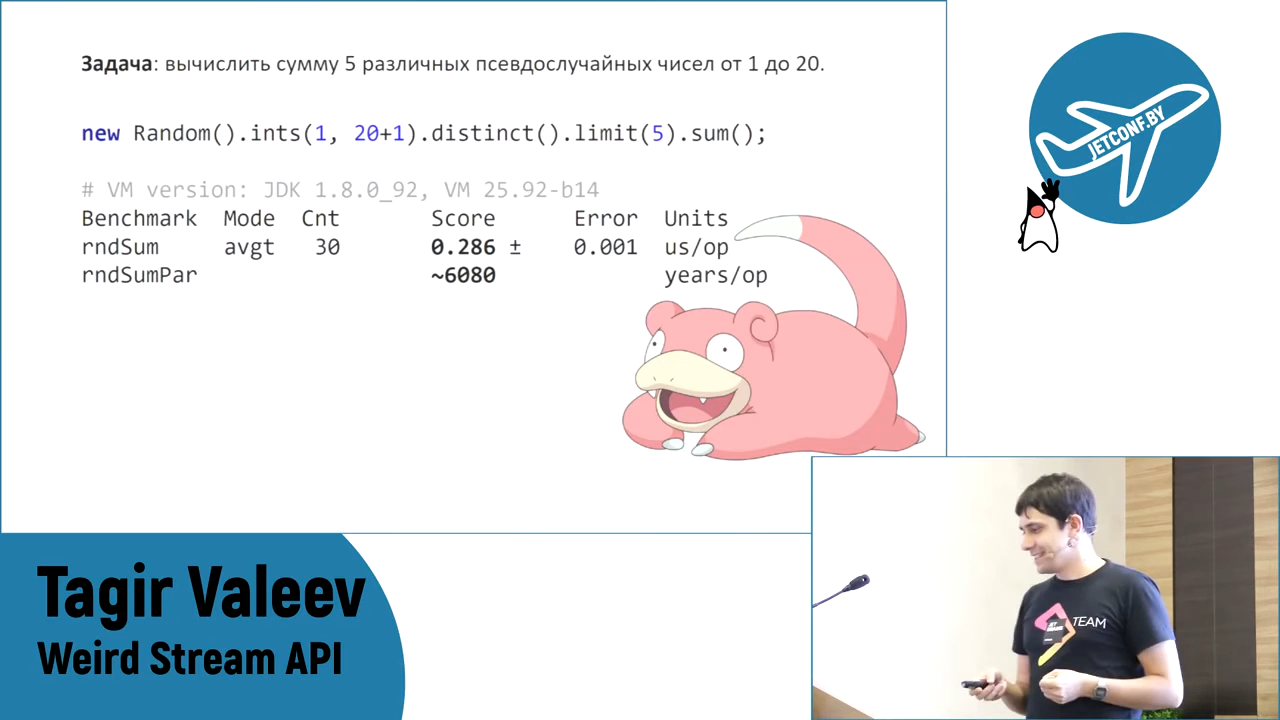 Задача: вычислить сумму 5 различных псевдослучайных чисел от 1 до 20.
new Random().ints(1, 20+1).distinct().limit(5).sum();
# VM version: JDK 1.8.0_92, VM 25.92-b14
Benchmark Mode Cnt Score Error Units
rndSum avgt 30 0.286 ± 0.001 us/op
rndSumPar ~6080 years/op
JETCONF.BY
Tagir Valeev
Weird Stream API
JET
TEAM